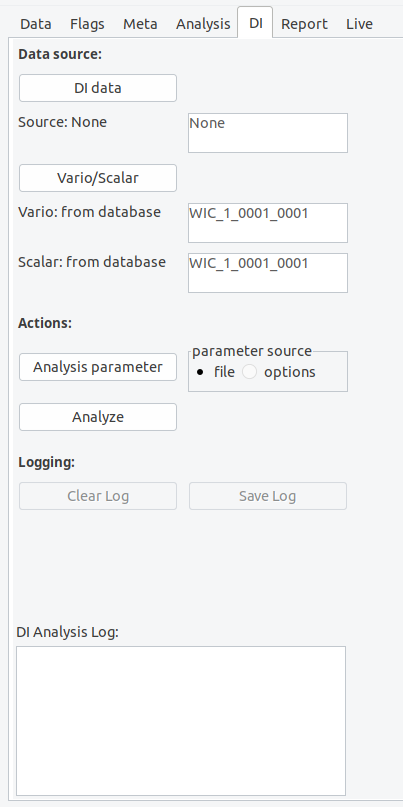 Data Flags Meta Analysis DI Report Live
Data source:
DI data
Source: None
None
Vario/Scalar
Vario: from database
WIC_1_0001_0001
Scalar: from database
WIC_1_0001_0001
Actions:
Analysis parameter
parameter source
file options
Analyze
Logging:
Clear Log
Save Log
DI Analysis Log: